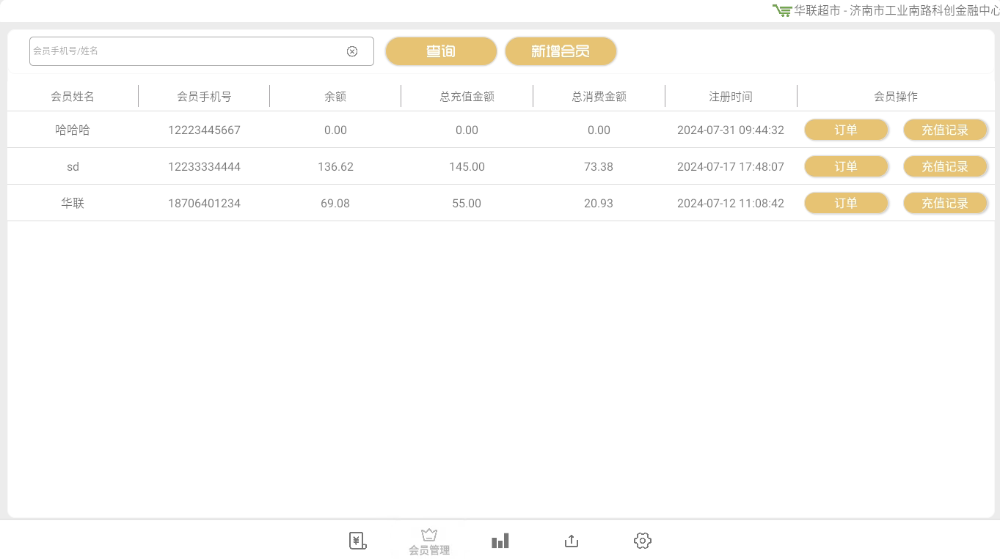 华联超市 - 济南市工业南路科创金融中心
会员手机号/姓名 查询 新增会员
会员姓名 会员手机号 余额 总充值金额 总消费金额 注册时间 会员操作
哈哈哈 12223445667 0.00 0.00 0.00 2024-07-31 09:44:32 订单 充值记录
sd 12233334444 136.62 145.00 73.38 2024-07-17 17:48:07 订单 充值记录
华联 18706401234 69.08 55.00 20.93 2024-07-12 11:08:42 订单 充值记录
会员管理